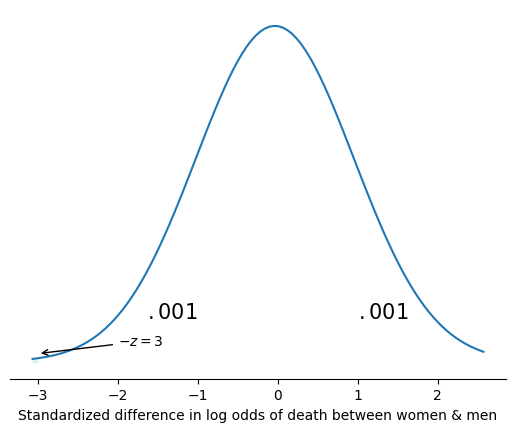 .001 .001
−z = 3
−3 −2 −1 0 1 2
Standardized difference in log odds of death between women & men